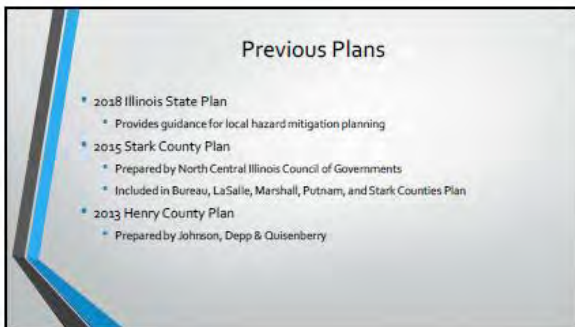 Previous Plans
• 2018 Illinois State Plan
• Provides guidance for local hazard mitigation planning
• 2015 Stark County Plan
• Prepared by North Central Illinois Council of Governments
• Included in Bureau, LaSalle, Marshall, Putnam, and Stark Counties Plan
• 2013 Henry County Plan
• Prepared by Johnson, Depp & Quisenberry